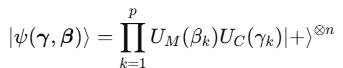 |ψ(γ, β)⟩ = ∏_{k=1}^{p} U_M(β_k)U_C(γ_k)|+⟩^{⊗n}